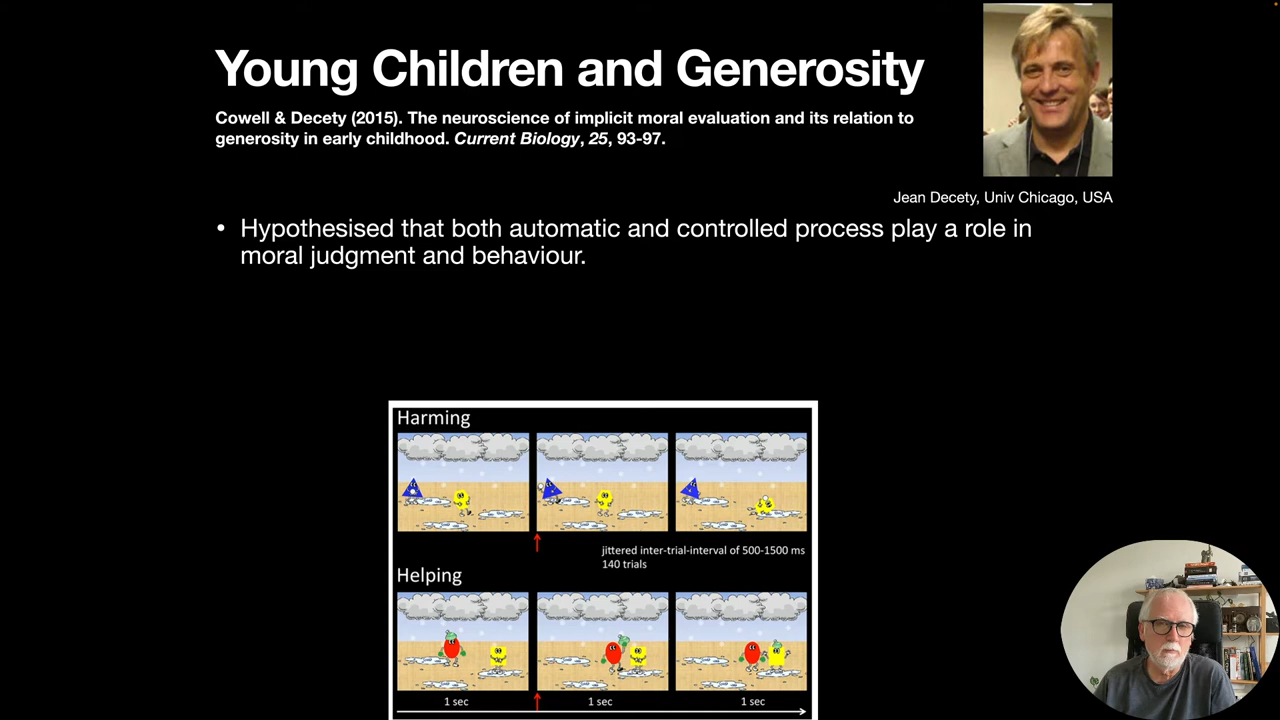 Young Children and Generosity
Cowell & Decety (2015). The neuroscience of implicit moral evaluation and its relation to
generosity in early childhood. Current Biology, 25, 93-97.
Jean Decety, Univ Chicago, USA
• Hypothesised that both automatic and controlled process play a role in
moral judgment and behaviour.
Harming
jittered inter-trial-interval of 500-1500 ms
140 trials
Helping
1 sec 1 sec 1 sec